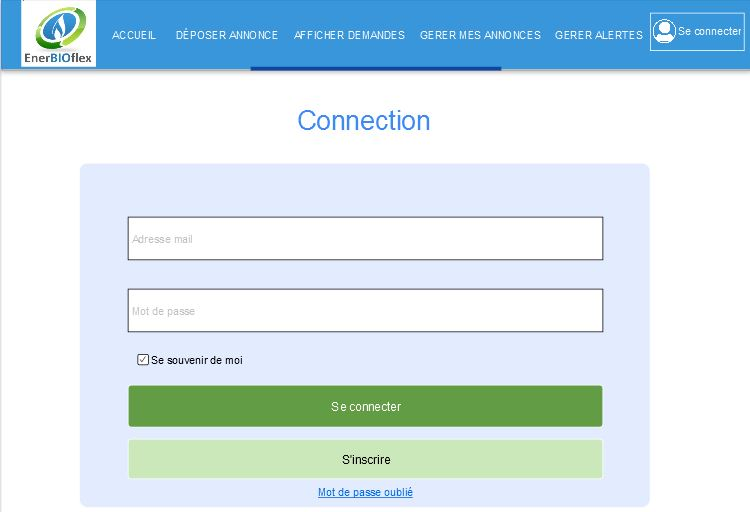 EnerBIOflex
ACCUEIL DÉPOSER ANNONCE AFFICHER DEMANDES GERER MES ANNONCES GERER ALERTES Se connecter
Connection
Adresse mail
Mot de passe
Se souvenir de moi
Se connecter
S'inscrire
Mot de passe oublié